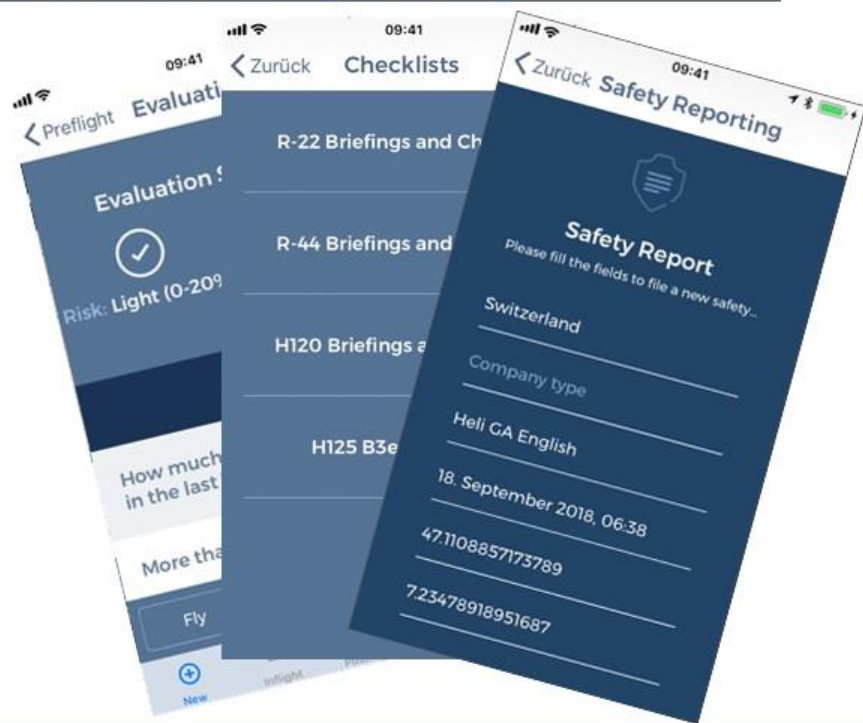 09:41
Preflight Evaluati
Evaluation
Risk: Light (0-20%
How much
in the last
More tha
Fly
New
inflight
09:41
Zurück Checklists
R-22 Briefings and Ch
R-44 Briefings and
H120 Briefings a
H125 B3e
09:41
Zurück Safety Reporting
Safety Report
Please fill the fields to file a new safety...
Switzerland
Company type
Heli GA English
18. September 2018, 06:38
47.1108857173789
7.23478918951687